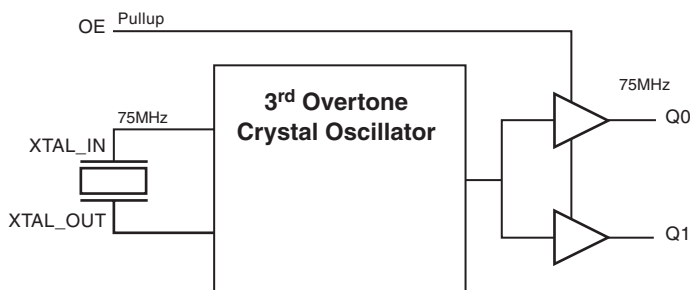 OE Pullup
75MHz
3rd Overtone
Crystal Oscillator
75MHz
Q0
XTAL_IN
XTAL_OUT
Q1